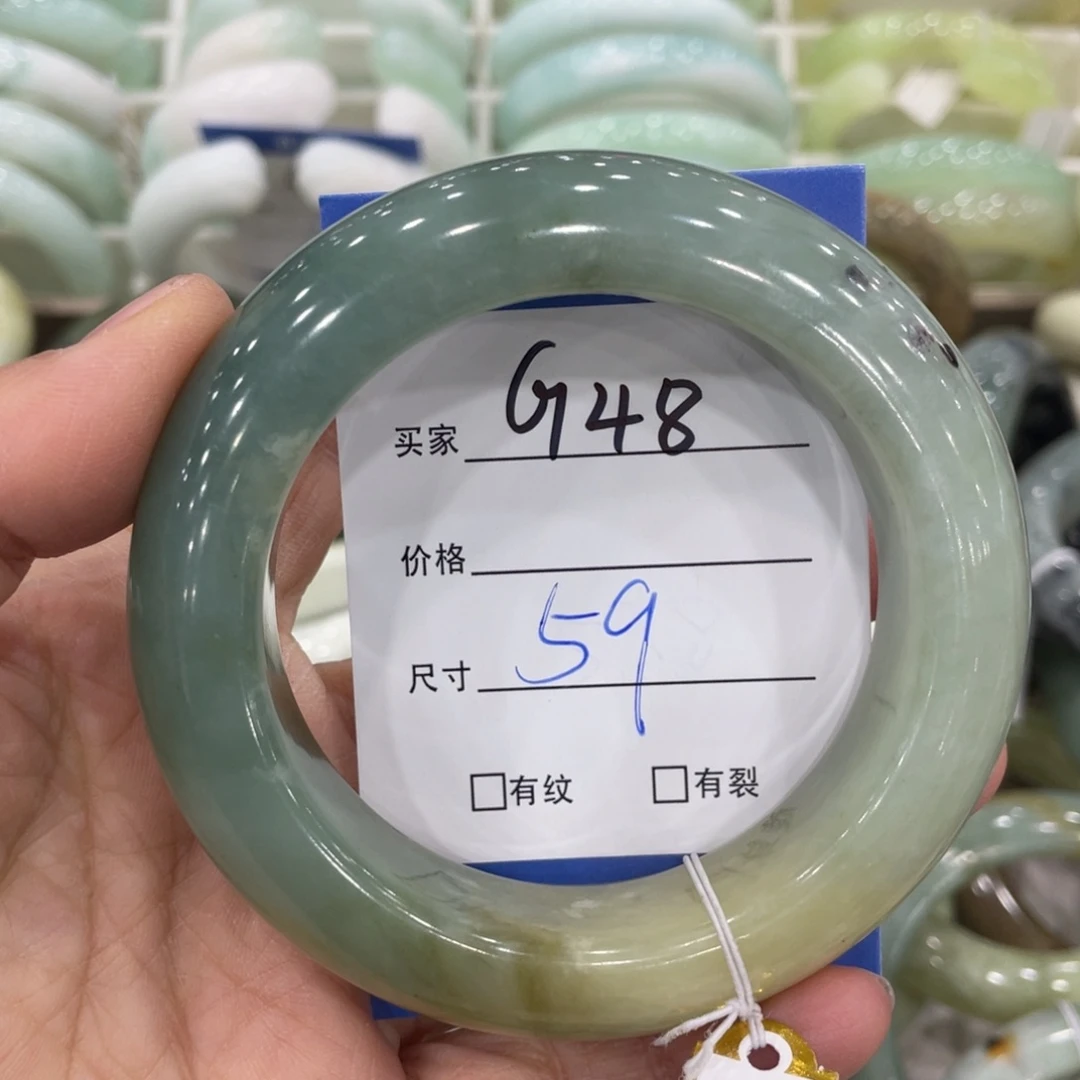 买家 G48
价格
尺寸 59
□有纹 □有裂